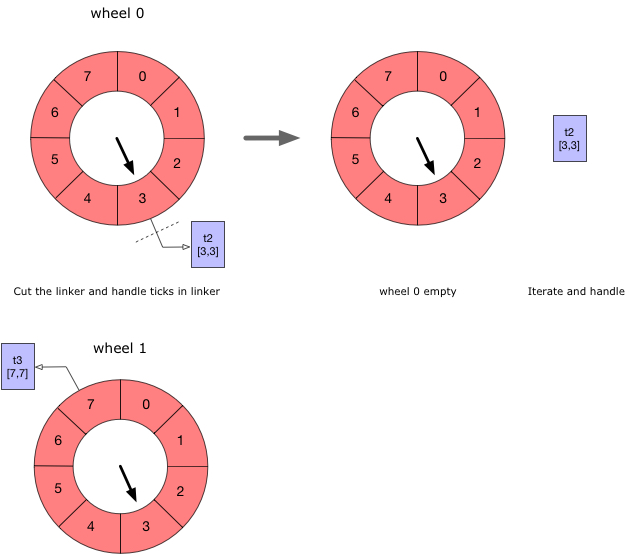 wheel 0
7 0
7 0
6 1
6 1
t2
[3,3]
5 2
5 2
4 3
4 3
t2
[3,3]
Cut the linker and handle ticks in linker
wheel 0 empty
Iterate and handle
wheel 1
t3
[7,7]
7 0
6 1
5 2
4 3